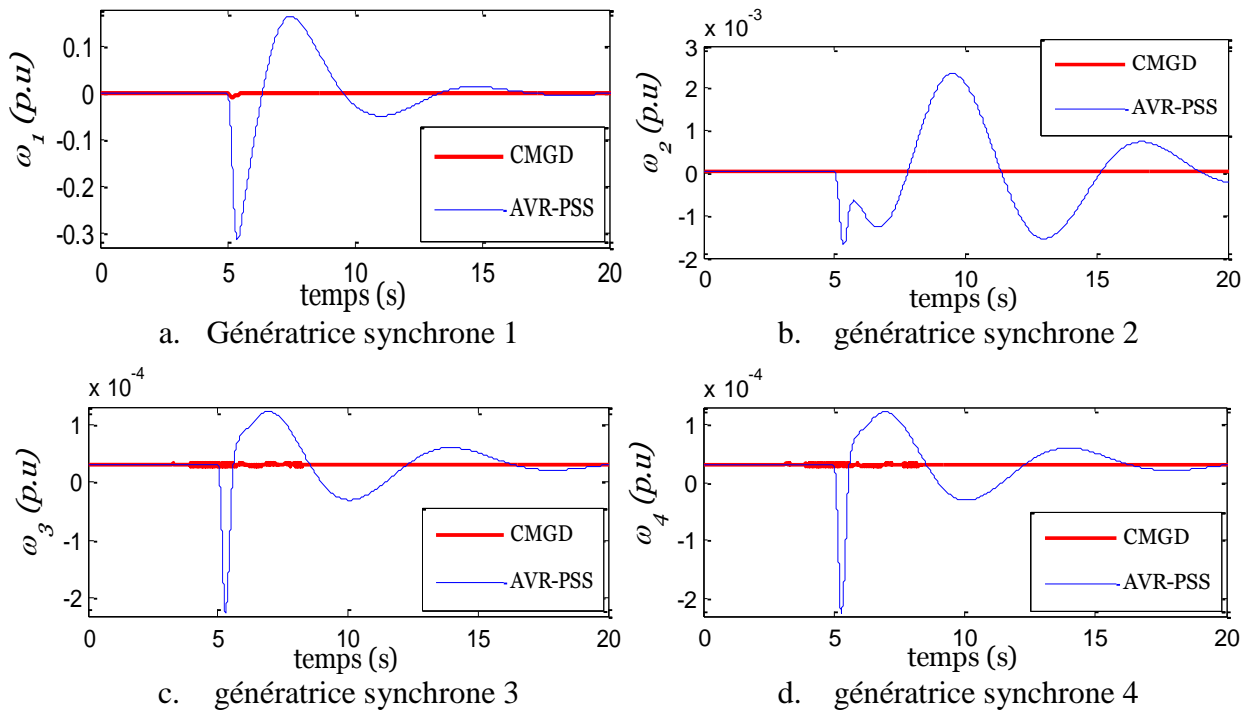 0.1
0
-0.1
-0.2
-0.3
ω_1 (p.u)
CMGD
AVR-PSS
0 5 10 15 20
temps (s)
a. Génératrice synchrone 1
x 10^-3
3
2
1
0
-1
-2
ω_2 (p.u)
CMGD
AVR-PSS
0 5 10 15 20
temps (s)
b. génératrice synchrone 2
x 10^-4
1
0
-1
-2
ω_3 (p.u)
CMGD
AVR-PSS
0 5 10 15 20
temps (s)
c. génératrice synchrone 3
x 10^-4
1
0
-1
-2
ω_4 (p.u)
CMGD
AVR-PSS
0 5 10 15 20
temps (s)
d. génératrice synchrone 4